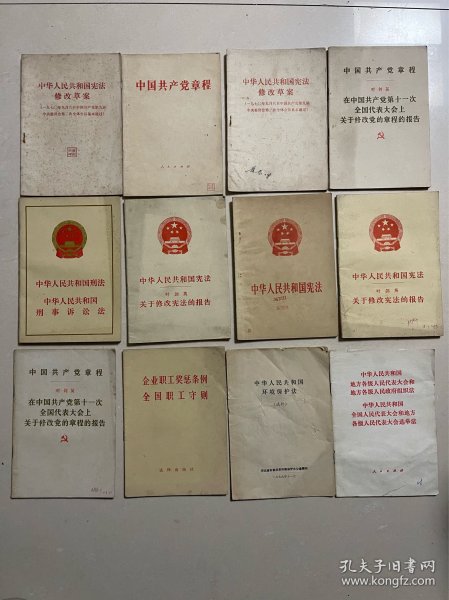 中华人民共和国宪法
修改草案
中国共产党章程
人民出版社
中华人民共和国宪法
修改草案
中国共产党章程
叶剑英
在中国共产党第十一次
全国代表大会上
关于修改党的章程的报告
中华人民共和国刑法
中华人民共和国
刑事诉讼法
中华人民共和国宪法
叶剑英
关于修改宪法的报告
中华人民共和国宪法
中华人民共和国宪法
叶剑英
关于修改宪法的报告
中国共产党章程
叶剑英
在中国共产党第十一次
全国代表大会上
关于修改党的章程的报告
企业职工奖惩条例
全国职工守则
法律出版社
中华人民共和国
环境保护法
(试行)
中华人民共和国
地方各级人民代表大会和
地方各级人民政府组织法
中华人民共和国
全国人民代表大会和地方
各级人民代表大会选举法
人民出版社
孔夫子旧书网
www.kongfz.com